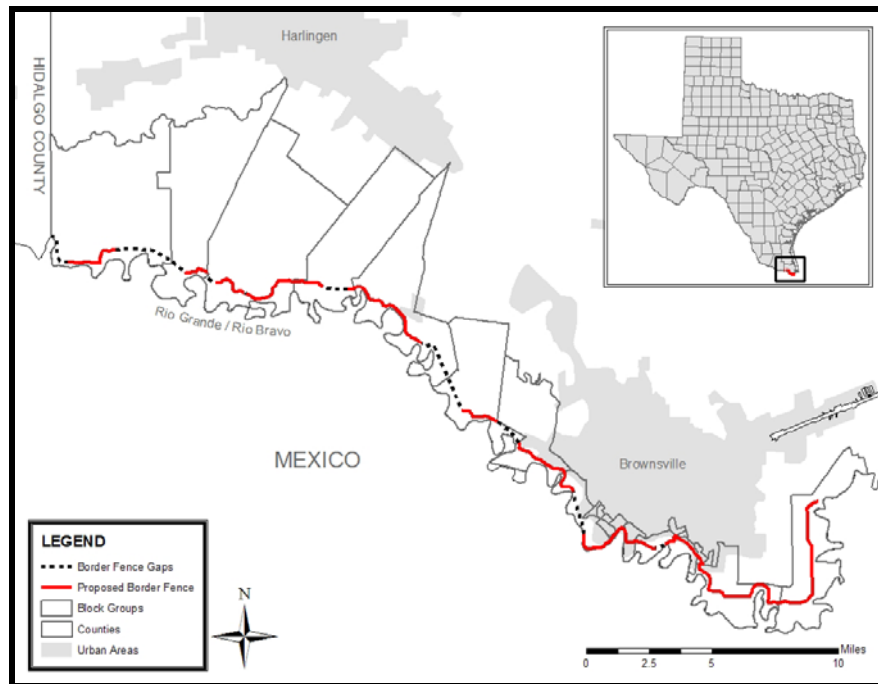 Harlingen
HIDALGO COUNTY
Rio Grande / Rio Bravo
MEXICO
Brownsville
LEGEND
Border Fence Gaps
Proposed Border Fence
Block Groups
Counties
Urban Areas
N
Miles
0 2.5 5 10